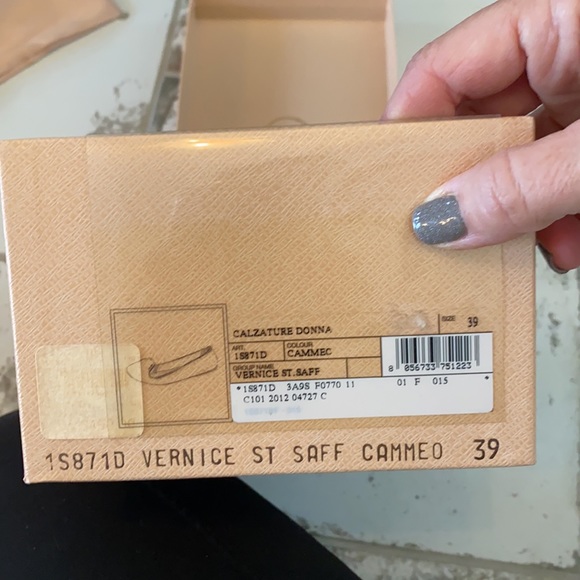 CALZATURE DONNA
SIZE 39
ART. COLOUR
1S871D CAMMEO
GROUP NAME
VERNICE ST.SAFF
8 056733 751223
*1S871D 3A9S F0770 11 01 F 015
C101 2012 04727 C
1S871D VERNICE ST SAFF CAMMEO 39